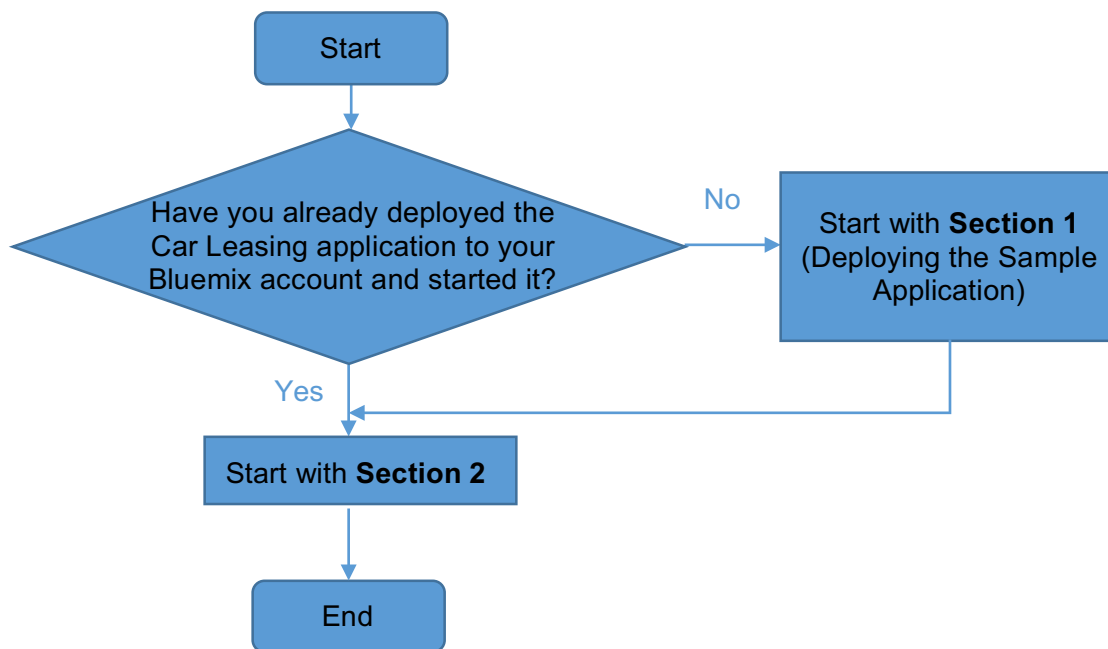 Start
Have you already deployed the
Car Leasing application to your
Bluemix account and started it?
No
Start with Section 1
(Deploying the Sample
Application)
Yes
Start with Section 2
End